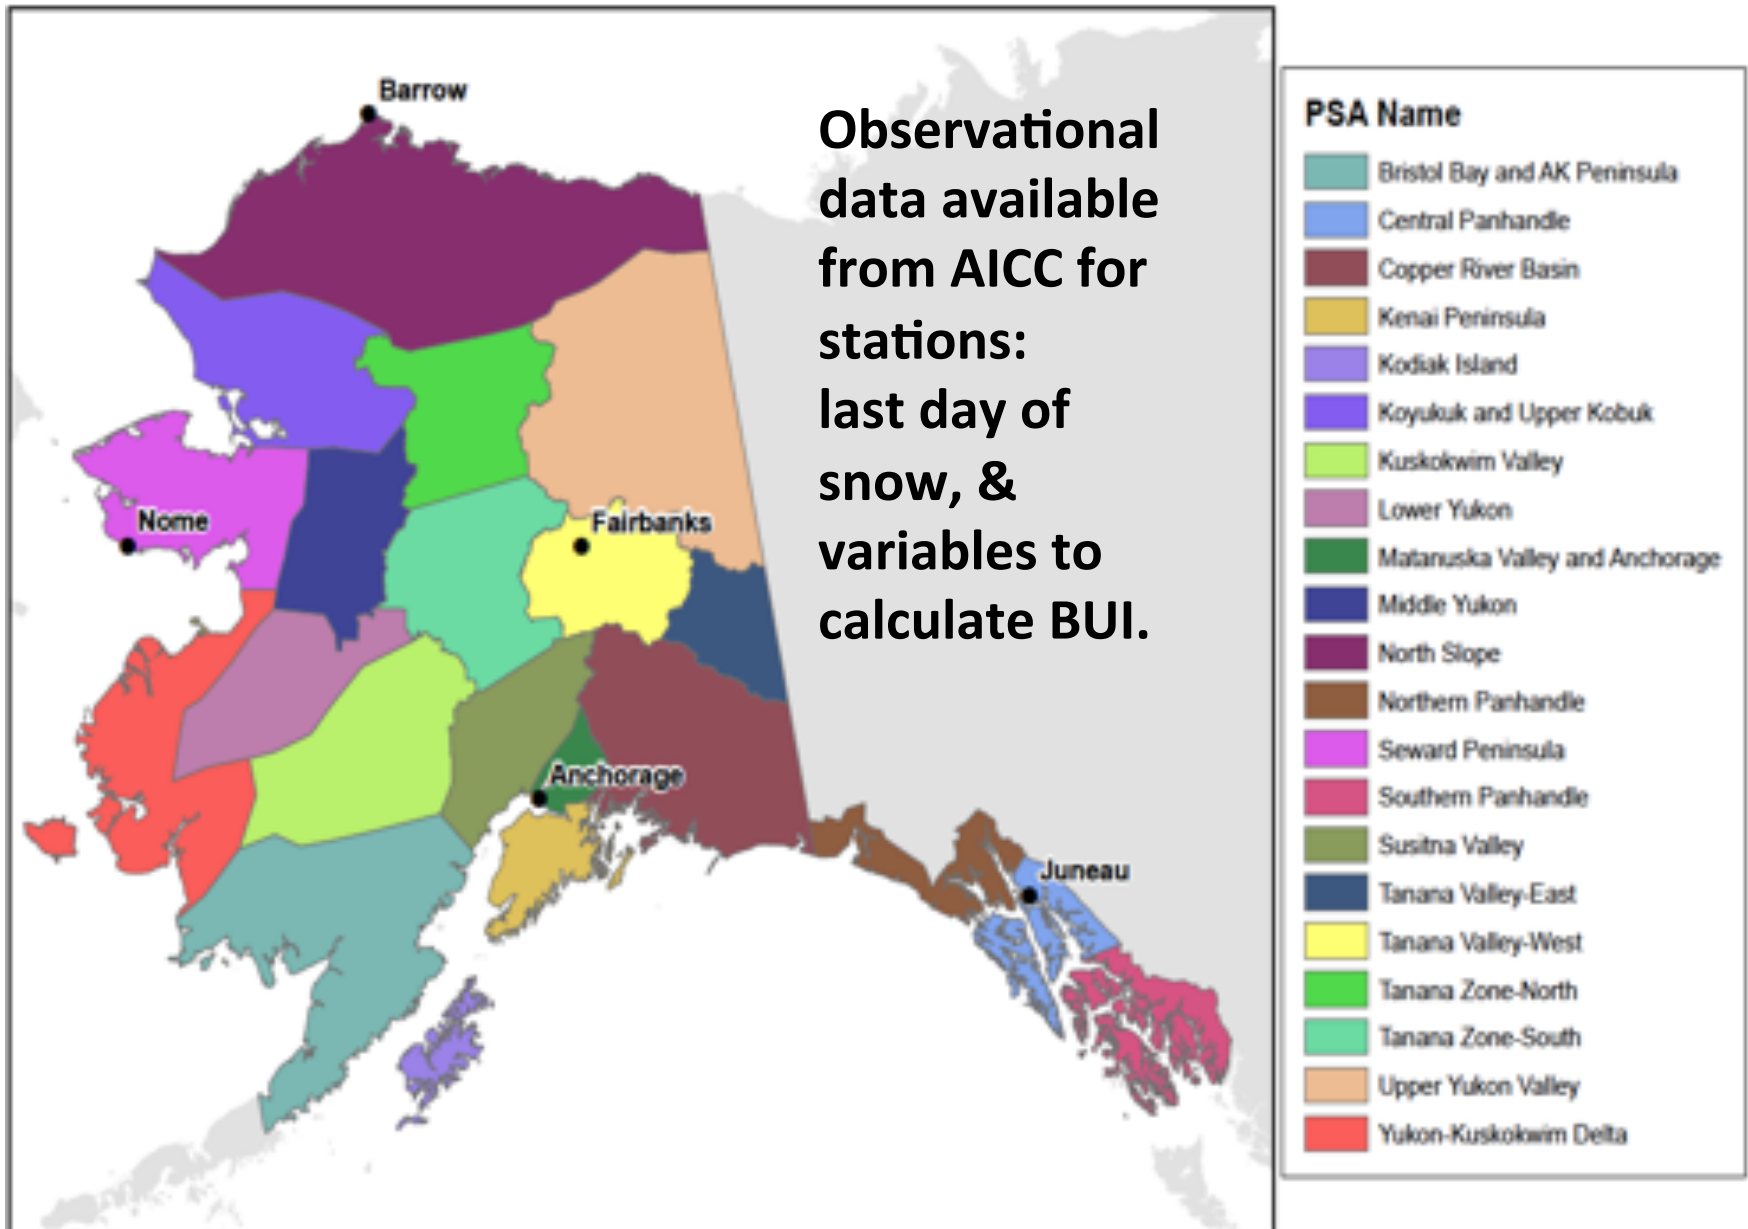 Barrow
Observational
data available
from AICC for
stations:
last day of
snow, &
variables to
calculate BUI.
Nome
Fairbanks
Anchorage
Juneau
PSA Name
Bristol Bay and AK Peninsula
Central Panhandle
Copper River Basin
Kenai Peninsula
Kodiak Island
Koyukuk and Upper Kobuk
Kuskokwim Valley
Lower Yukon
Matanuska Valley and Anchorage
Middle Yukon
North Slope
Northern Panhandle
Seward Peninsula
Southern Panhandle
Susitna Valley
Tanana Valley-East
Tanana Valley-West
Tanana Zone-North
Tanana Zone-South
Upper Yukon Valley
Yukon-Kuskokwim Delta